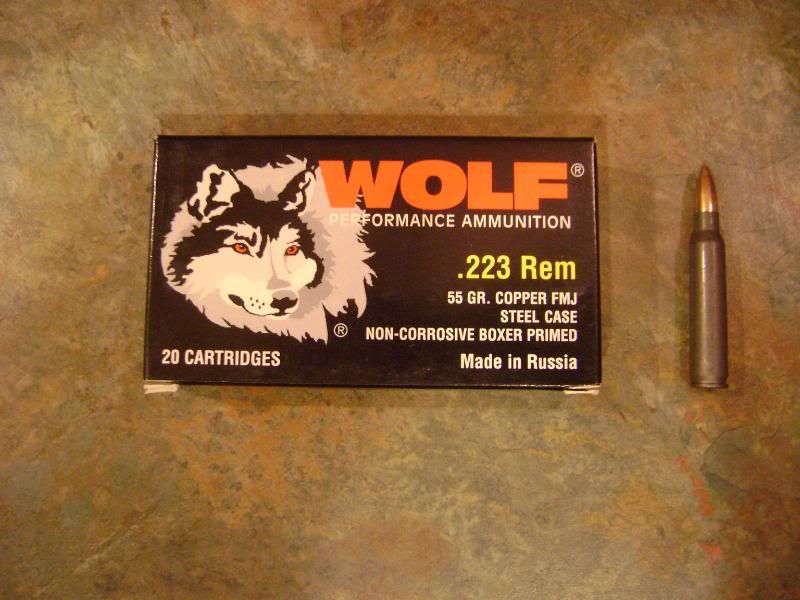 WOLF®
PERFORMANCE AMMUNITION
.223 Rem
55 GR. COPPER FMJ
STEEL CASE
NON-CORROSIVE BOXER PRIMED
®
20 CARTRIDGES
Made in Russia